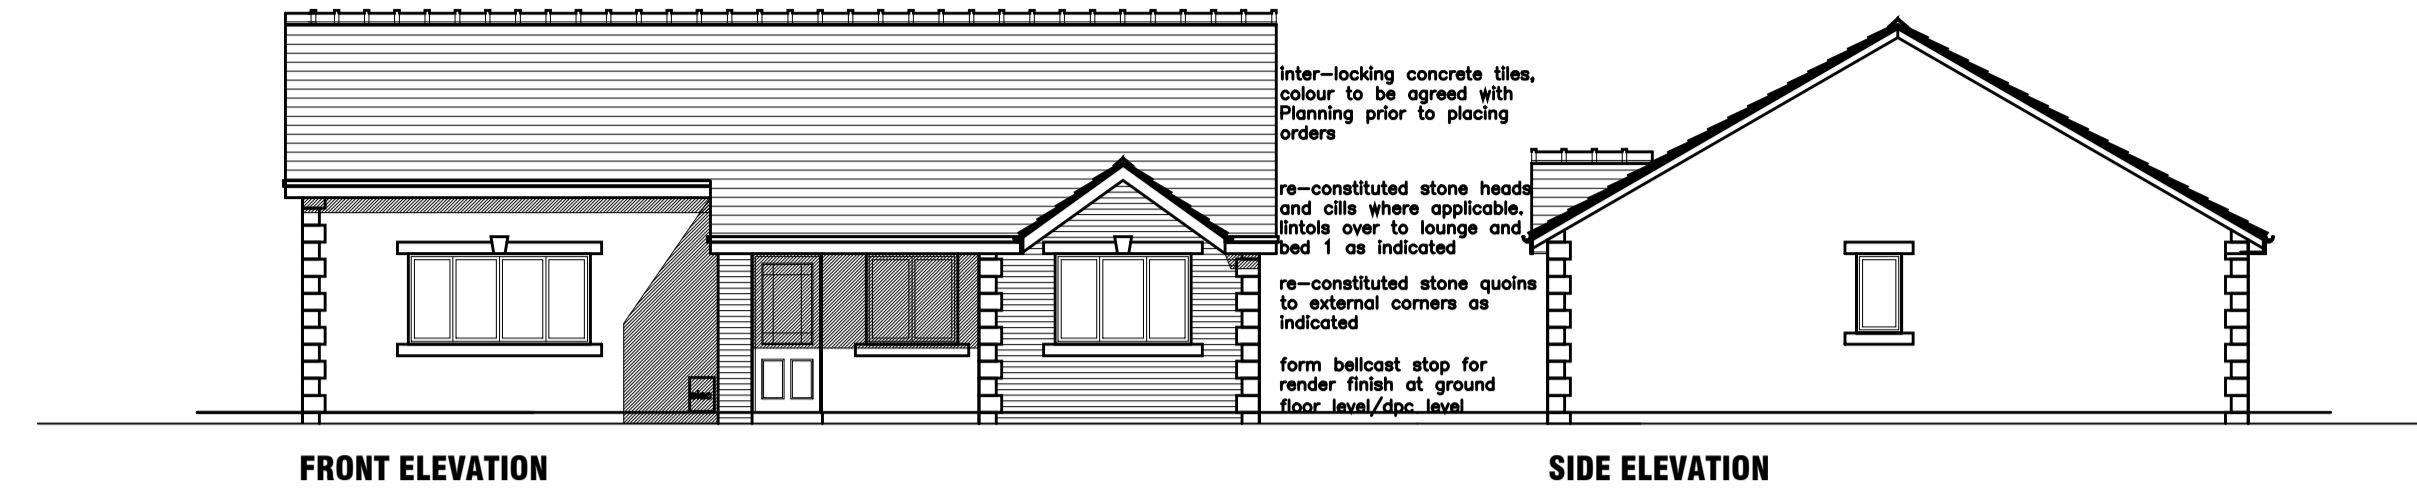 inter-locking concrete tiles,
colour to be agreed with
Planning prior to placing
orders
re-constituted stone heads
and cills where applicable.
lintols over to lounge and
bed 1 as indicated
re-constituted stone quoins
to external corners as
indicated
form bellcast stop for
render finish at ground
floor level/dpc level
elec
FRONT ELEVATION
SIDE ELEVATION